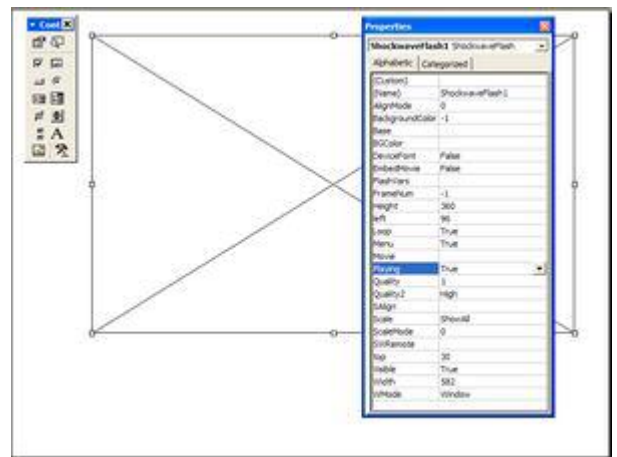 Cont
A
Properties
ShockwaveFlash1 ShockwaveFlash
Alphabetic Categorized
(Custom)
(Name) ShockwaveFlash1
AlignMode 0
BackgroundColor -1
Base
BGColor
DeviceFont False
EmbedMovie False
FlashVars
FrameNum -1
Height 360
left 96
Loop True
Menu True
Movie
Playing True
Quality 1
Quality2 High
SAlign
Scale ShowAll
ScaleMode 0
SWRemote
top 30
Visible True
Width 582
WMode Window